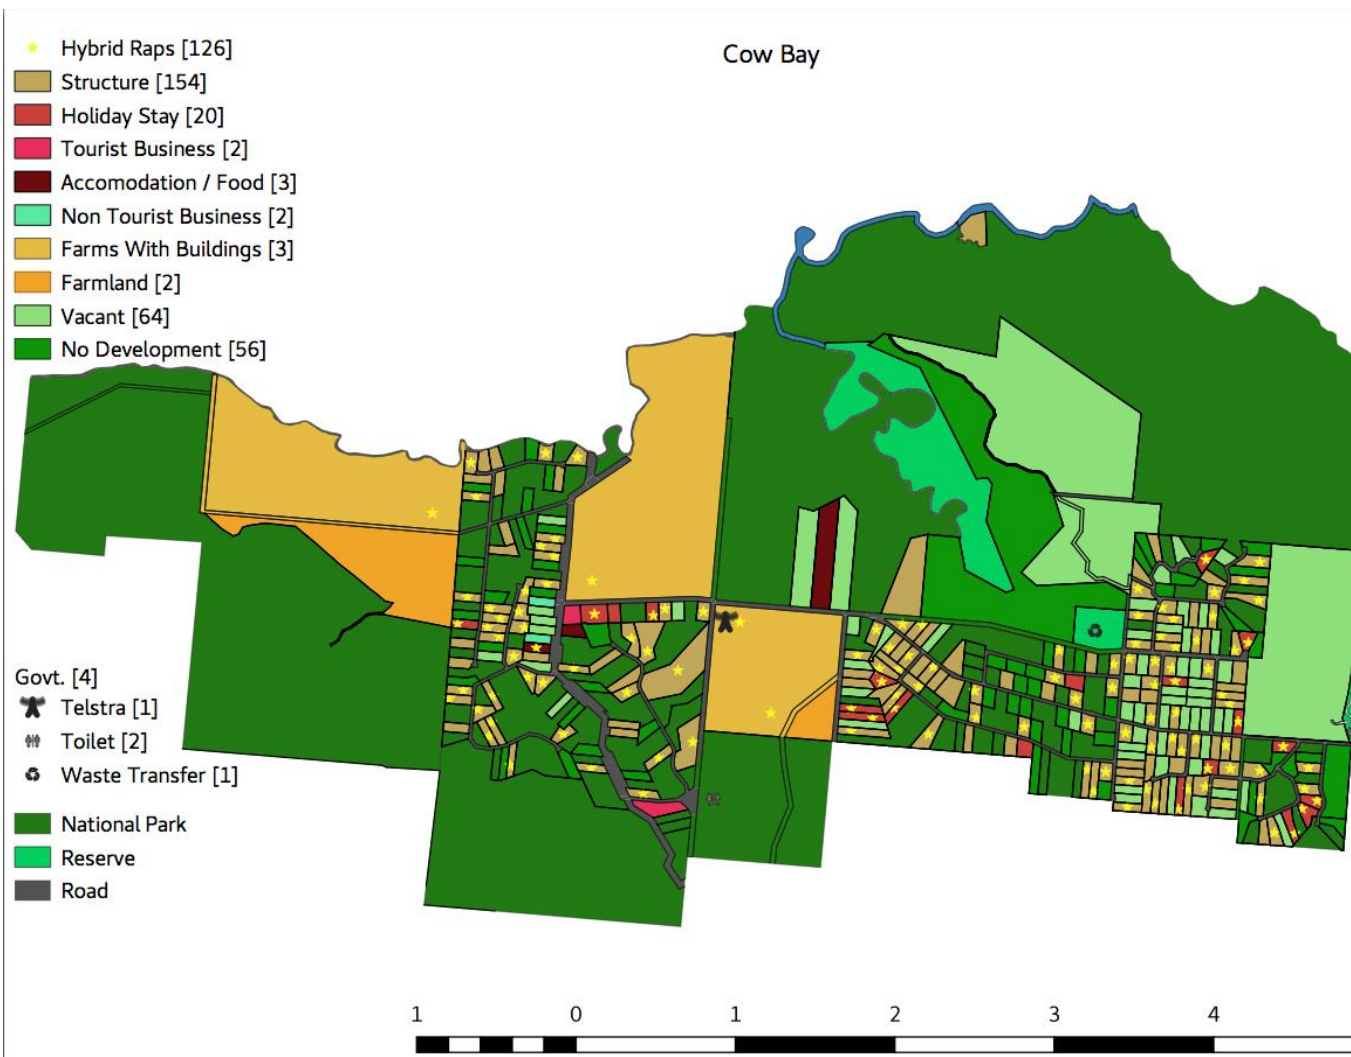 Cow Bay
Hybrid Raps [126]
Structure [154]
Holiday Stay [20]
Tourist Business [2]
Accomodation / Food [3]
Non Tourist Business [2]
Farms With Buildings [3]
Farmland [2]
Vacant [64]
No Development [56]
Govt. [4]
Telstra [1]
Toilet [2]
Waste Transfer [1]
National Park
Reserve
Road
1 0 1 2 3 4